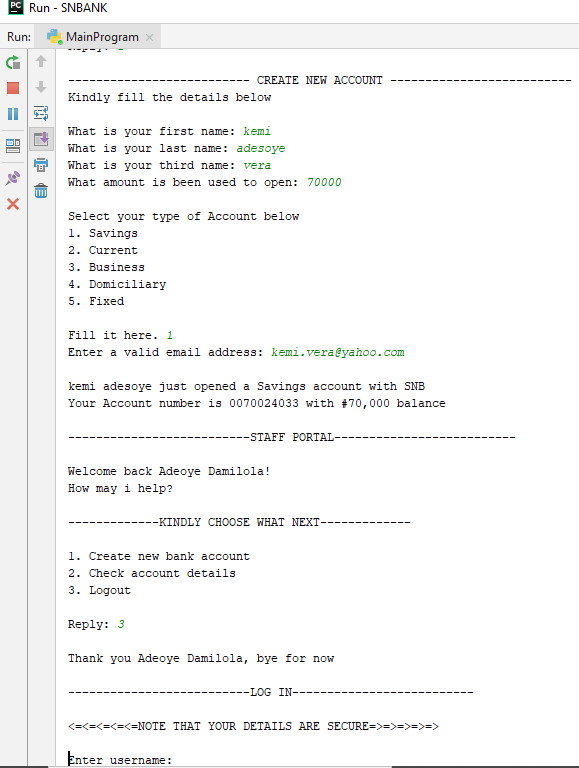 PC Run - SNBANK
Run: MainProgram ×
------------------------- CREATE NEW ACCOUNT --------------------------
Kindly fill the details below
What is your first name: kemi
What is your last name: adesoye
What is your third name: vera
What amount is been used to open: 70000
Select your type of Account below
1. Savings
2. Current
3. Business
4. Domiciliary
5. Fixed
Fill it here. 1
Enter a valid email address: kemi.vera@yahoo.com
kemi adesoye just opened a Savings account with SNB
Your Account number is 0070024033 with #70,000 balance
--------------------------STAFF PORTAL--------------------------
Welcome back Adeoye Damilola!
How may i help?
-------------KINDLY CHOOSE WHAT NEXT-------------
1. Create new bank account
2. Check account details
3. Logout
Reply: 3
Thank you Adeoye Damilola, bye for now
--------------------------LOG IN--------------------------
<=<=<=<=<=NOTE THAT YOUR DETAILS ARE SECURE=>=>=>=>=>
Enter username: